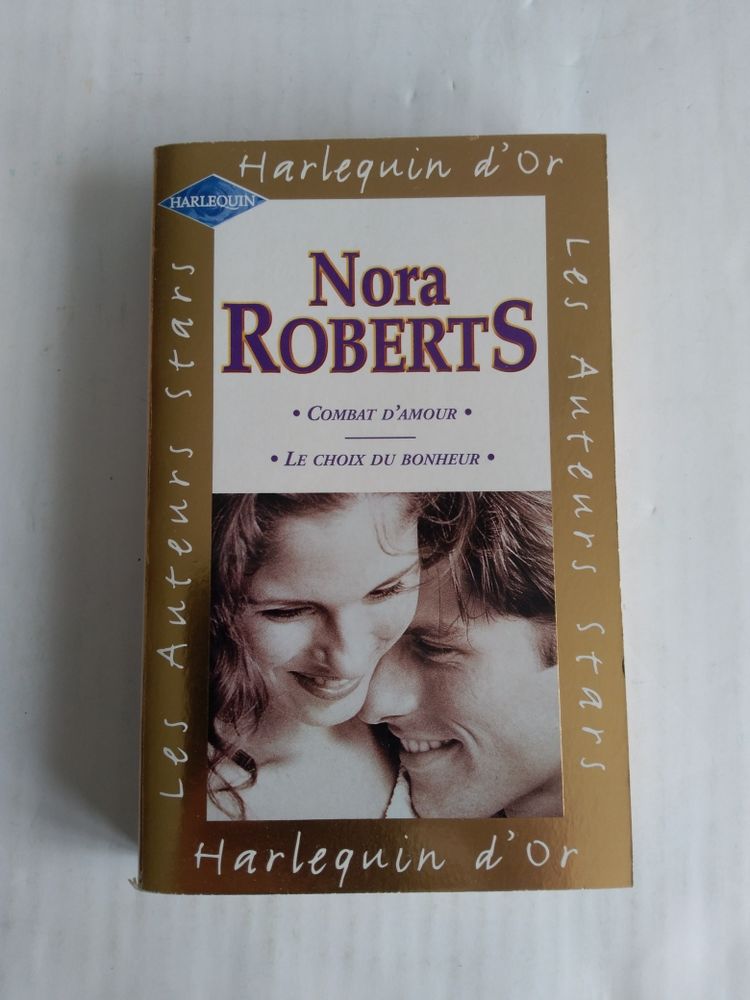 Harlequin d'Or
HARLEQUIN
Les Auteurs Stars
Les Auteurs Stars
Nora
ROBERTS
• COMBAT D'AMOUR •
• LE CHOIX DU BONHEUR •
Harlequin d'Or